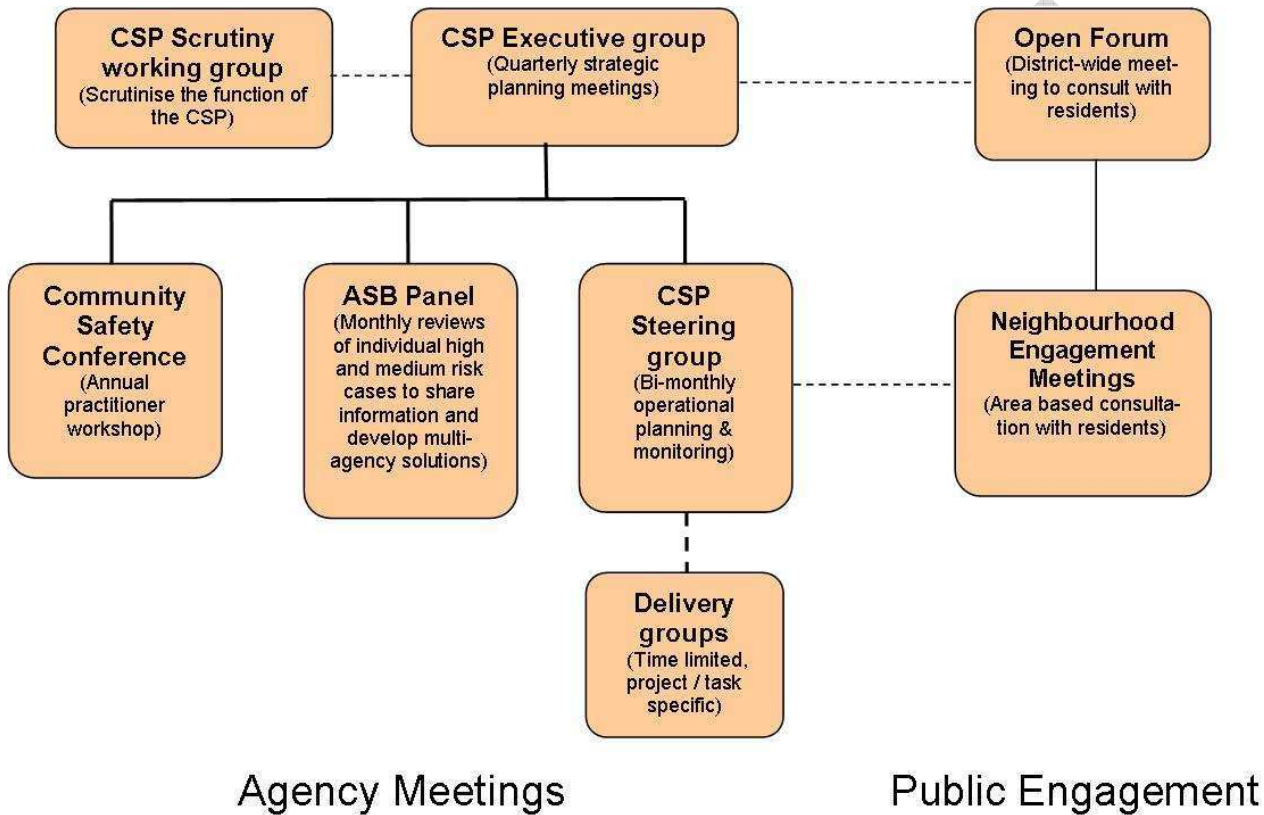 CSP Scrutiny
working group
(Scrutinise the function of
the CSP)
CSP Executive group
(Quarterly strategic
planning meetings)
Open Forum
(District-wide meet-
ing to consult with
residents)
Community
Safety
Conference
(Annual
practitioner
workshop)
ASB Panel
(Monthly reviews
of individual high
and medium risk
cases to share
information and
develop multi-
agency solutions)
CSP
Steering
group
(Bi-monthly
operational
planning &
monitoring)
Neighbourhood
Engagement
Meetings
(Area based consulta-
tion with residents)
Delivery
groups
(Time limited,
project / task
specific)
Agency Meetings
Public Engagement